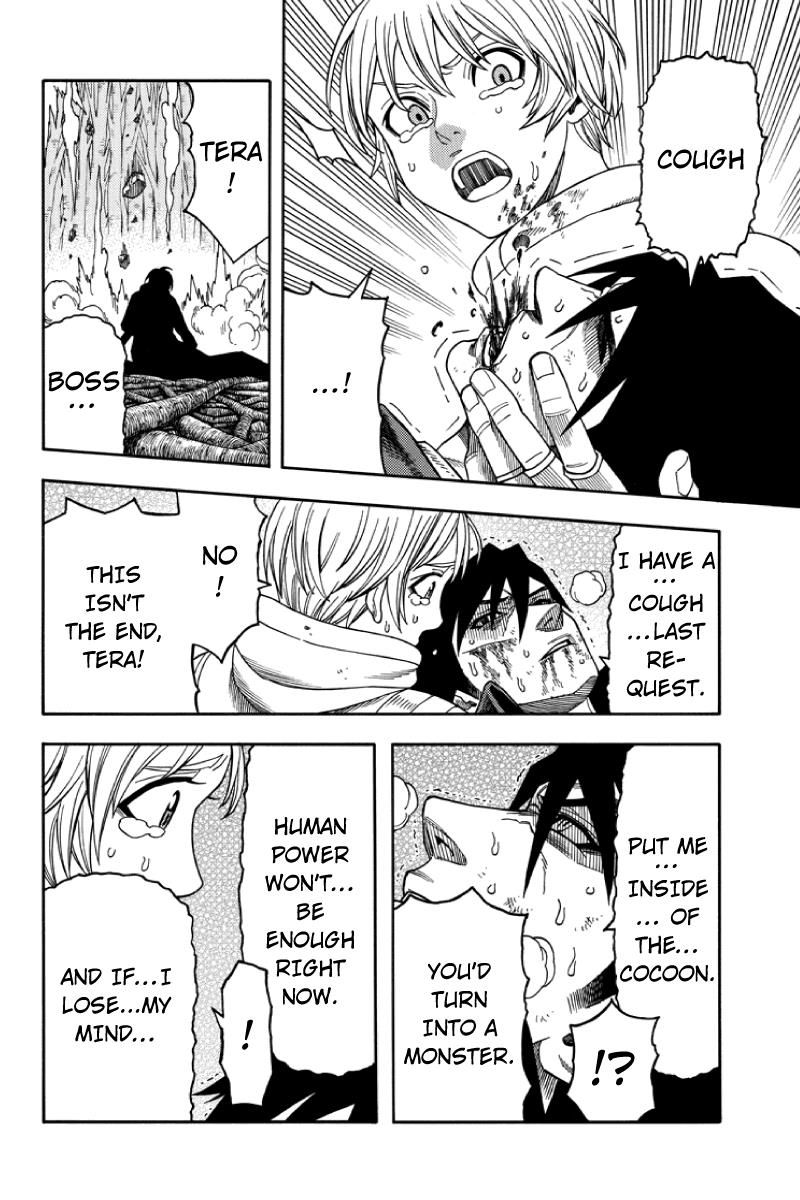 COUGH
...!
TERA
!
BOSS
...
I HAVE A
...
COUGH
...LAST
RE-
QUEST.
NO
!
THIS
ISN'T
THE END,
TERA!
PUT ME
...
INSIDE
... OF
THE...
COCOON.
!?
YOU'D
TURN
INTO A
MONSTER.
HUMAN
POWER
WON'T...
BE
ENOUGH
RIGHT
NOW.
!
AND IF...I
LOSE...MY
MIND...